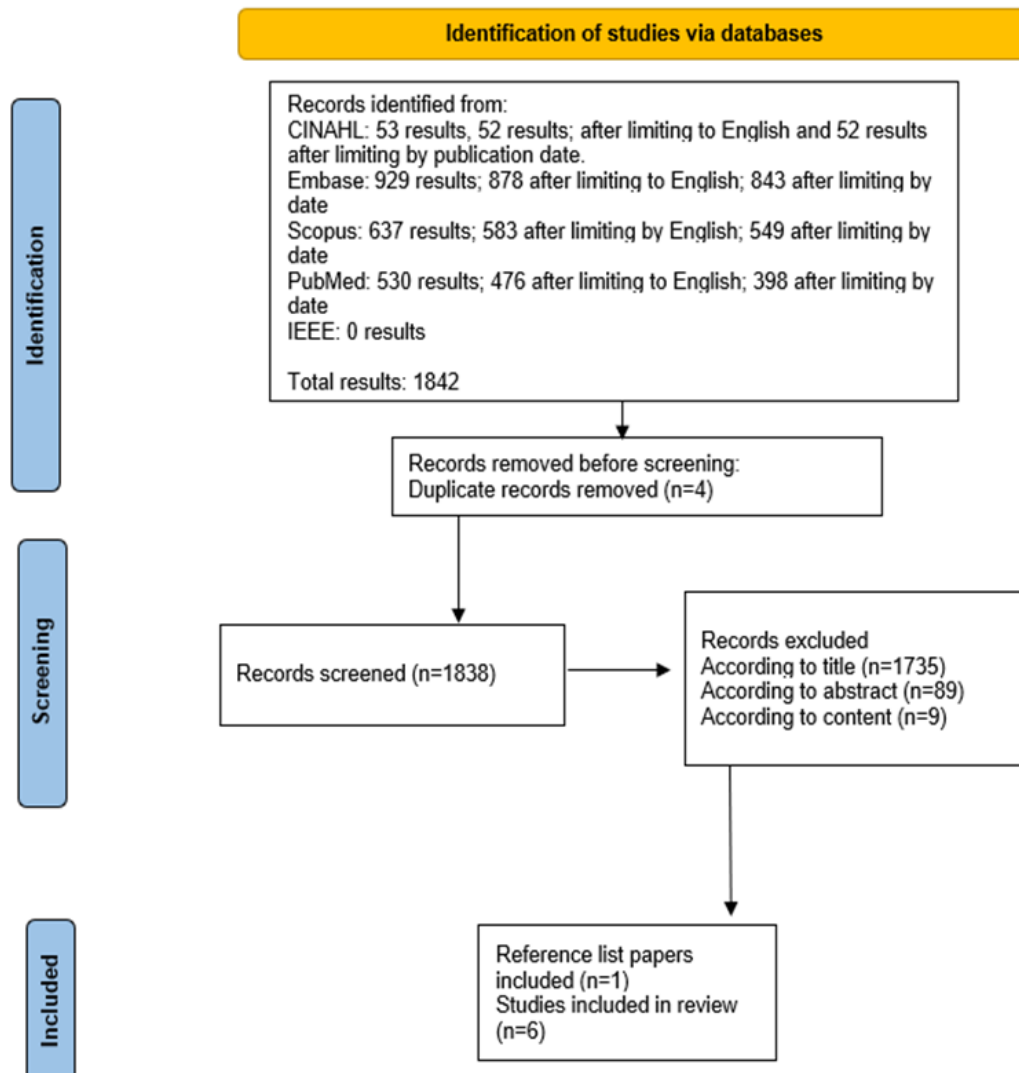 Identification of studies via databases
Identification
Records identified from:
CINAHL: 53 results, 52 results; after limiting to English and 52 results
after limiting by publication date.
Embase: 929 results; 878 after limiting to English; 843 after limiting by
date
Scopus: 637 results; 583 after limiting by English; 549 after limiting by
date
PubMed: 530 results; 476 after limiting to English; 398 after limiting by
date
IEEE: 0 results
Total results: 1842
Records removed before screening:
Duplicate records removed (n=4)
Screening
Records screened (n=1838)
Records excluded
According to title (n=1735)
According to abstract (n=89)
According to content (n=9)
Included
Reference list papers
included (n=1)
Studies included in review
(n=6)